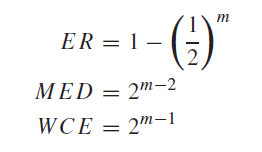 ER = 1 − (1/2)^m
MED = 2^{m−2}
WCE = 2^{m−1}